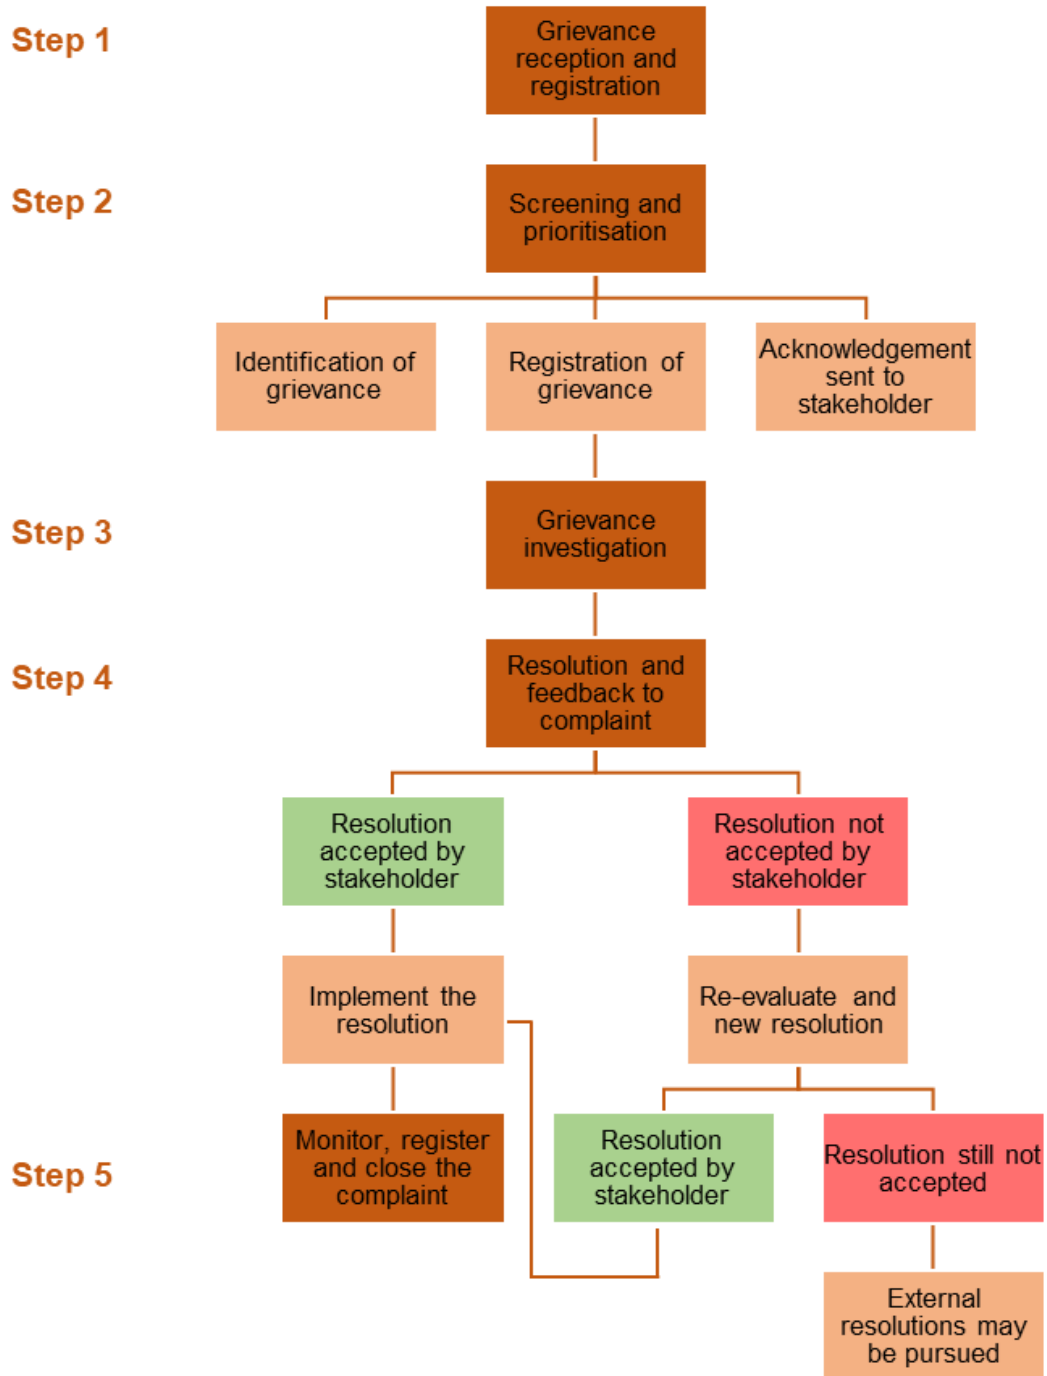 Step 1
Grievance
reception and
registration
Step 2
Screening and
prioritisation
Identification of
grievance
Registration of
grievance
Acknowledgement
sent to
stakeholder
Step 3
Grievance
investigation
Step 4
Resolution and
feedback to
complaint
Resolution
accepted by
stakeholder
Resolution not
accepted by
stakeholder
Implement the
resolution
Re-evaluate and
new resolution
Step 5
Monitor, register
and close the
complaint
Resolution
accepted by
stakeholder
Resolution still not
accepted
External
resolutions may
be pursued